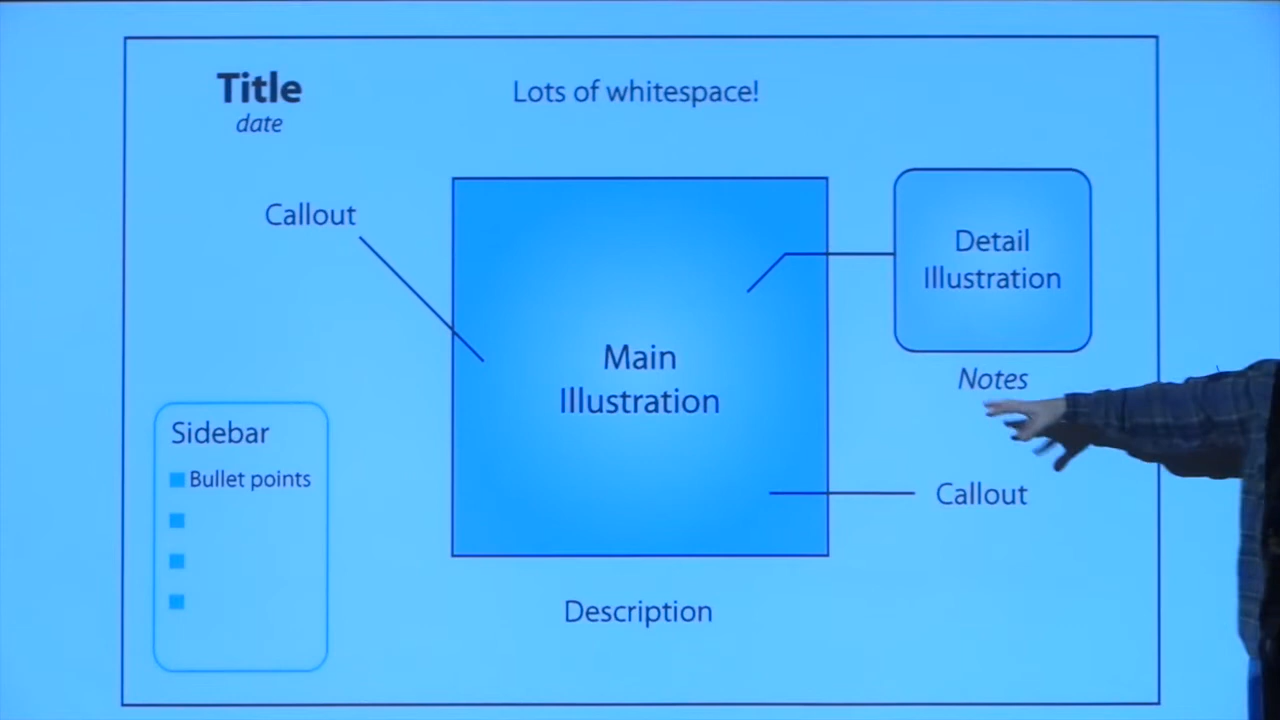 Title
date
Lots of whitespace!
Callout
Detail
Illustration
Main
Illustration
Notes
Sidebar
Bullet points
Callout
Description